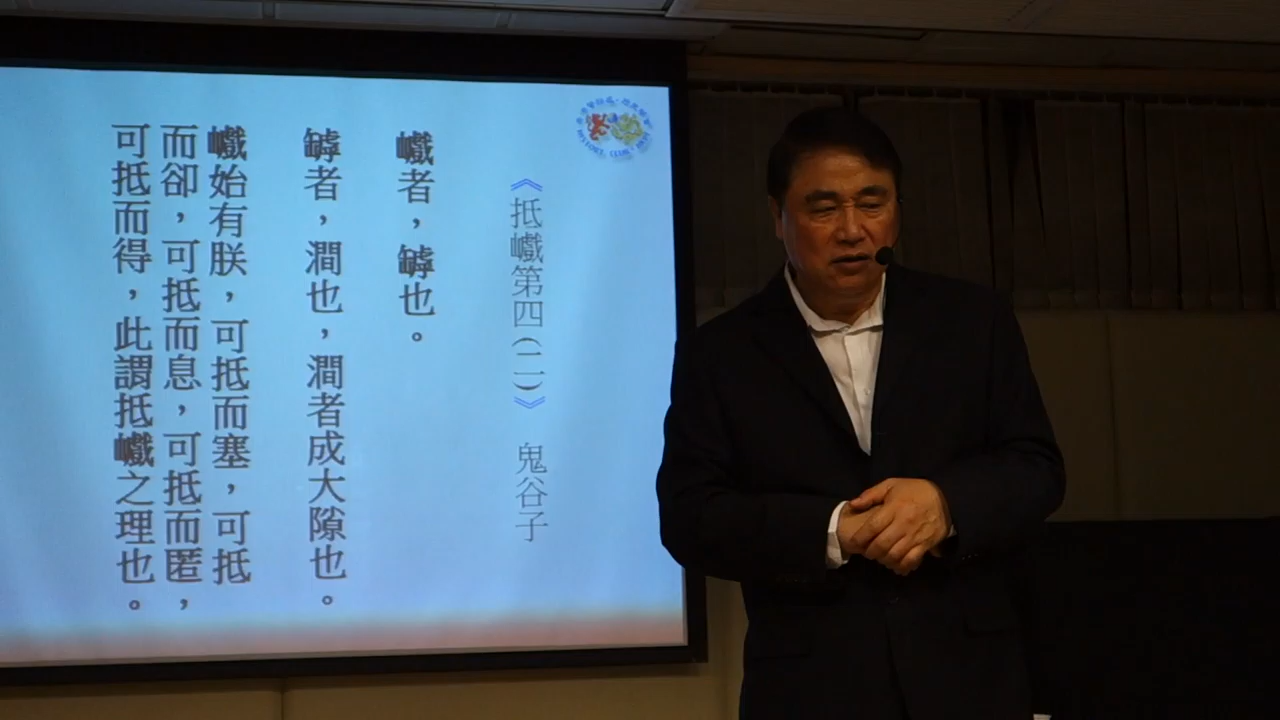 《抵巇第四(二)》 鬼谷子
巇者，罅也。
罅者，澗也，澗者成大隙也。
巇始有朕，可抵而塞，可抵
而卻，可抵而息，可抵而匿，
可抵而得，此謂抵巇之理也。